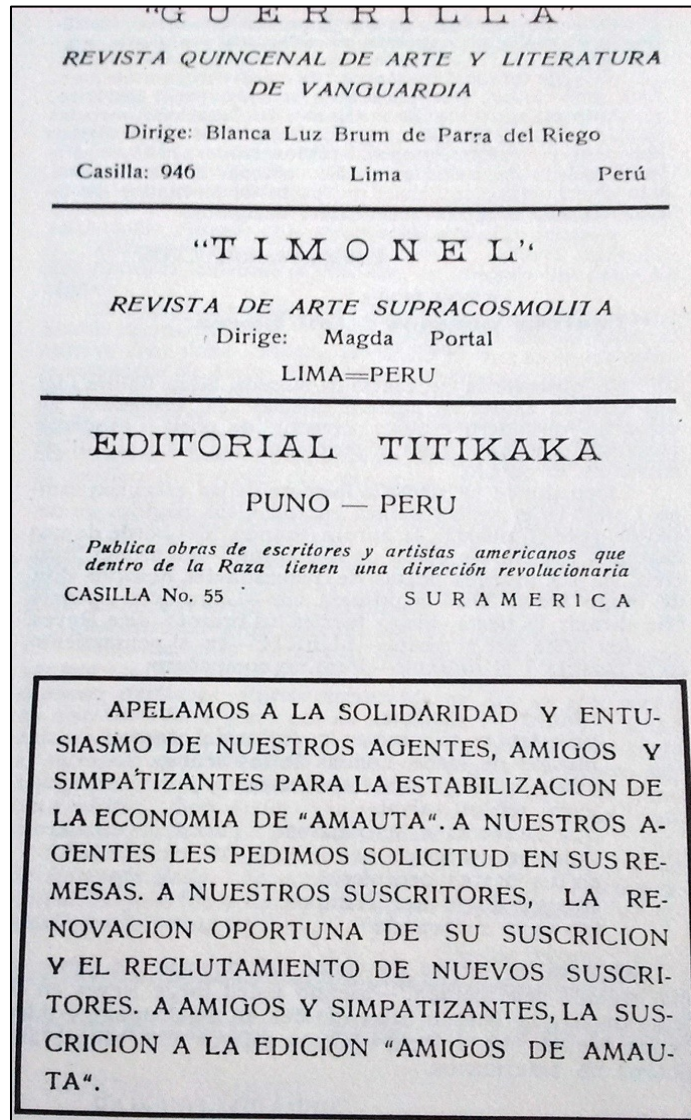 "GUERRILLA"
REVISTA QUINCENAL DE ARTE Y LITERATURA
DE VANGUARDIA
Dirige: Blanca Luz Brum de Parra del Riego
Casilla: 946 Lima Perú
"TIMONEL"
REVISTA DE ARTE SUPRACOSMOLITA
Dirige: Magda Portal
LIMA=PERU
EDITORIAL TITIKAKA
PUNO — PERU
Publica obras de escritores y artistas americanos que
dentro de la Raza tienen una dirección revolucionaria
CASILLA No. 55 SURAMERICA
APELAMOS A LA SOLIDARIDAD Y ENTU-
SIASMO DE NUESTROS AGENTES, AMIGOS Y
SIMPATIZANTES PARA LA ESTABILIZACION DE
LA ECONOMIA DE "AMAUTA". A NUESTROS A-
GENTES LES PEDIMOS SOLICITUD EN SUS RE-
MESAS. A NUESTROS SUSCRITORES, LA RE-
NOVACION OPORTUNA DE SU SUSCRICION
Y EL RECLUTAMIENTO DE NUEVOS SUSCRI-
TORES. A AMIGOS Y SIMPATIZANTES, LA SUS-
CRICION A LA EDICION "AMIGOS DE AMAU-
TA".